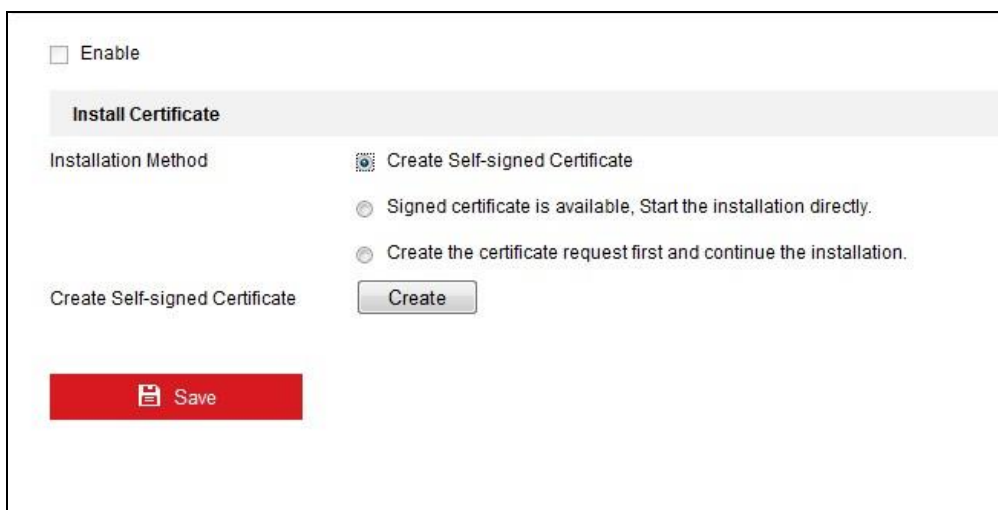 Enable
Install Certificate
Installation Method
Create Self-signed Certificate
Signed certificate is available, Start the installation directly.
Create the certificate request first and continue the installation.
Create Self-signed Certificate
Create
Save